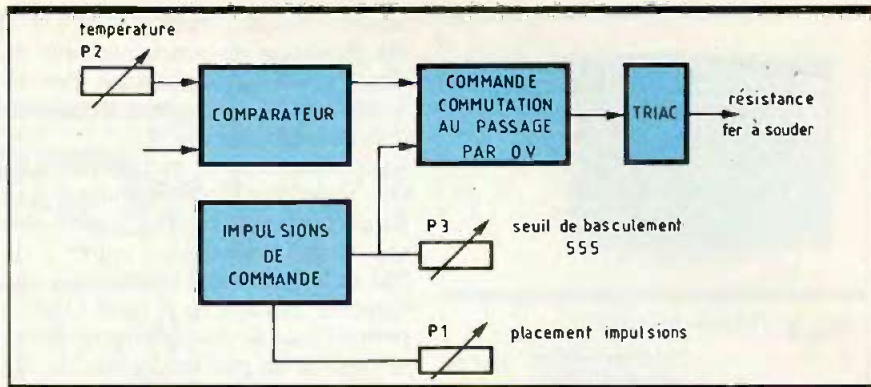 température
P2
COMPARATEUR
COMMANDE
COMMUTATION
AU PASSAGE
PAR 0V
TRIAC
résistance
fer à souder
IMPULSIONS
DE
COMMANDE
P3
seuil de basculement
SSS
P1
placement impulsions